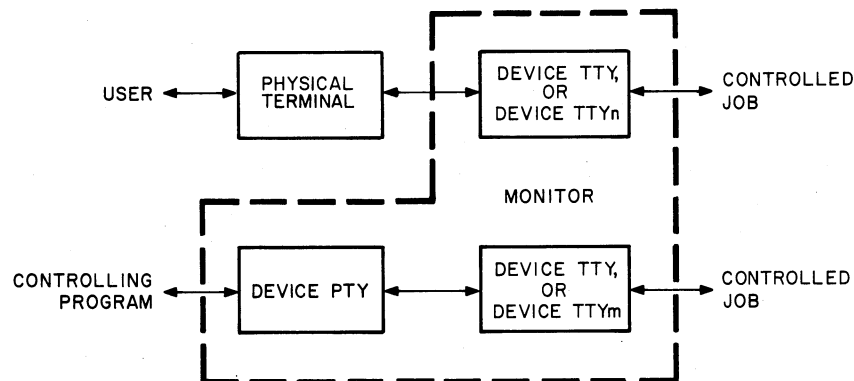 USER
PHYSICAL
TERMINAL
DEVICE TTY,
OR
DEVICE TTYn
CONTROLLED
JOB
MONITOR
CONTROLLING
PROGRAM
DEVICE PTY
DEVICE TTY,
OR
DEVICE TTYm
CONTROLLED
JOB